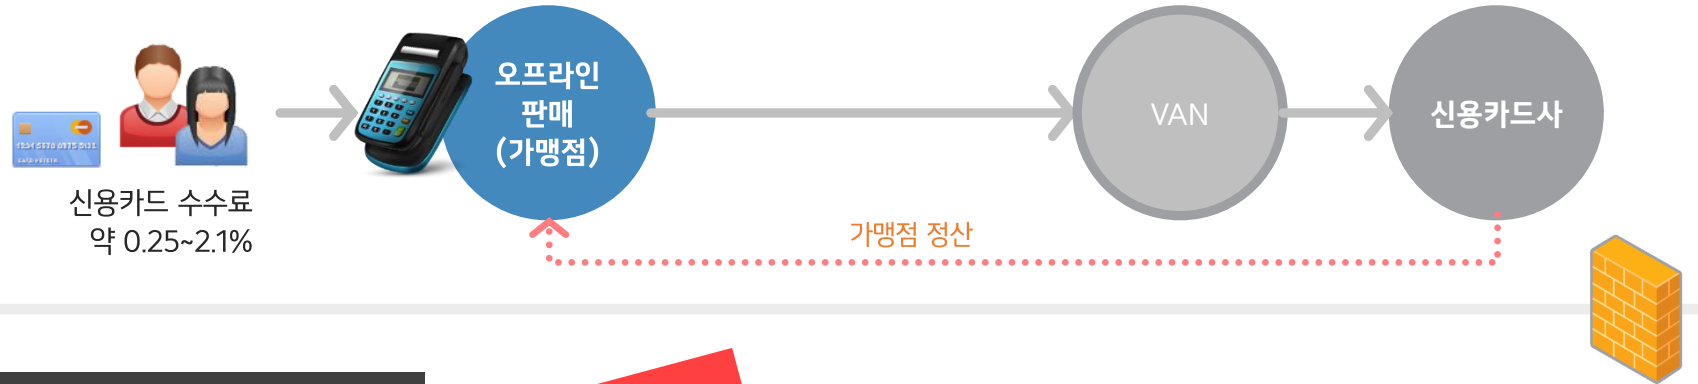 오프라인
판매
(가맹점)
VAN
신용카드사
신용카드 수수료
약 0.25~2.1%
가맹점 정산